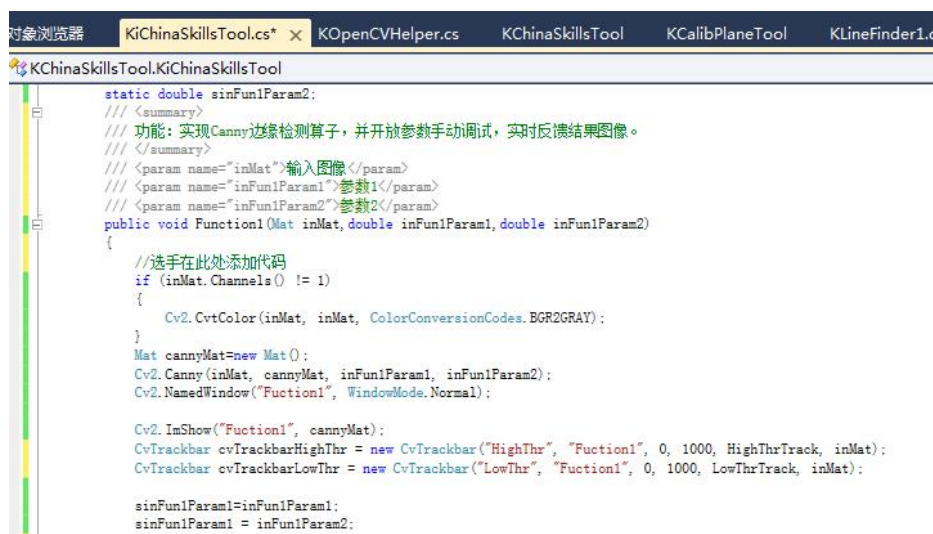 对象浏览器 KiChinaSkillsTool.cs* × KOpenCVHelper.cs KChinaSkillsTool KCalibPlaneTool KLineFinder1.c
KChinaSkillsTool.KiChinaSkillsTool
static double sinFun1Param2;
/// <summary>
/// 功能：实现Canny边缘检测算子，并开放参数手动调试，实时反馈结果图像。
/// </summary>
/// <param name="inMat">输入图像</param>
/// <param name="inFun1Param1">参数1</param>
/// <param name="inFun1Param2">参数2</param>
public void Function1(Mat inMat,double inFun1Param1,double inFun1Param2)
{
//选手在此处添加代码
if (inMat.Channels() != 1)
{
Cv2.CvtColor(inMat, inMat, ColorConversionCodes.BGR2GRAY);
}
Mat cannyMat=new Mat();
Cv2.Canny(inMat, cannyMat, inFun1Param1, inFun1Param2);
Cv2.NamedWindow("Fuction1", WindowMode.Normal);
Cv2.ImShow("Fuction1", cannyMat);
CvTrackbar cvTrackbarHighThr = new CvTrackbar("HighThr", "Fuction1", 0, 1000, HighThrTrack, inMat);
CvTrackbar cvTrackbarLowThr = new CvTrackbar("LowThr", "Fuction1", 0, 1000, LowThrTrack, inMat);
sinFun1Param1=inFun1Param1;
sinFun1Param1 = inFun1Param2;